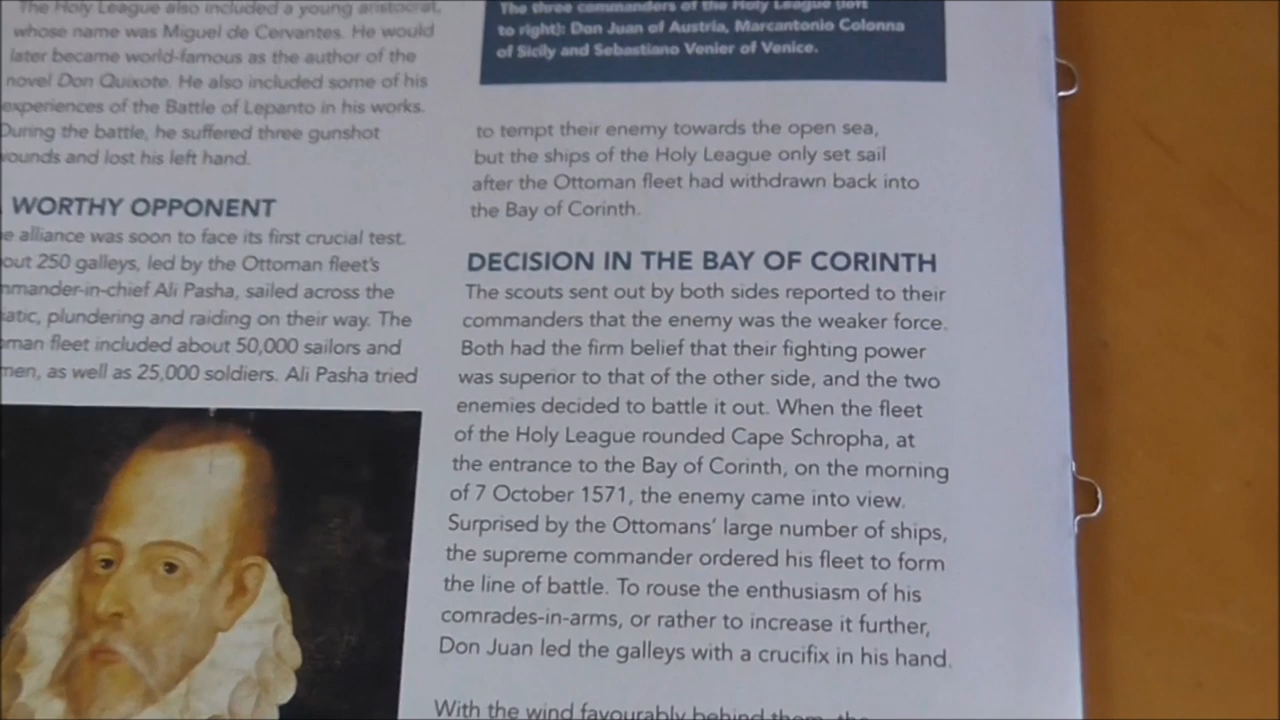 The Holy League also included a young aristocrat,
whose name was Miguel de Cervantes. He would
later became world-famous as the author of the
novel Don Quixote. He also included some of his
experiences of the Battle of Lepanto in his works.
During the battle, he suffered three gunshot
wounds and lost his left hand.
WORTHY OPPONENT
e alliance was soon to face its first crucial test.
out 250 galleys, led by the Ottoman fleet's
mmander-in-chief Ali Pasha, sailed across the
iatic, plundering and raiding on their way. The
oman fleet included about 50,000 sailors and
men, as well as 25,000 soldiers. Ali Pasha tried
The three commanders of the Holy League (left
to right): Don Juan of Austria, Marcantonio Colonna
of Sicily and Sebastiano Venier of Venice.
to tempt their enemy towards the open sea,
but the ships of the Holy League only set sail
after the Ottoman fleet had withdrawn back into
the Bay of Corinth.
DECISION IN THE BAY OF CORINTH
The scouts sent out by both sides reported to their
commanders that the enemy was the weaker force.
Both had the firm belief that their fighting power
was superior to that of the other side, and the two
enemies decided to battle it out. When the fleet
of the Holy League rounded Cape Schropha, at
the entrance to the Bay of Corinth, on the morning
of 7 October 1571, the enemy came into view.
Surprised by the Ottomans' large number of ships,
the supreme commander ordered his fleet to form
the line of battle. To rouse the enthusiasm of his
comrades-in-arms, or rather to increase it further,
Don Juan led the galleys with a crucifix in his hand.
With the wind favourably behind them, the